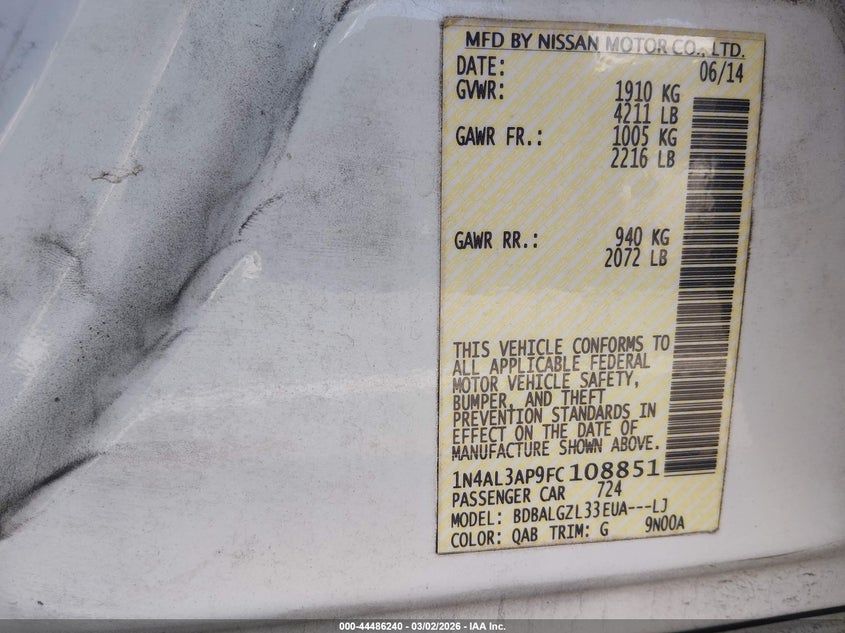 MFD BY NISSAN MOTOR CO., LTD.
DATE: 06/14
GVWR: 1910 KG
4211 LB
GAWR FR.: 1005 KG
2216 LB
GAWR RR.: 940 KG
2072 LB
THIS VEHICLE CONFORMS TO
ALL APPLICABLE FEDERAL
MOTOR VEHICLE SAFETY,
BUMPER, AND THEFT
PREVENTION STANDARDS IN
EFFECT ON THE DATE OF
MANUFACTURE SHOWN ABOVE.
1N4AL3AP9FC108851
PASSENGER CAR 724
MODEL: BDBALGZL33EUA---LJ
COLOR: QAB TRIM: G 9N00A
000-44486240 - 03/02/2026 - IAA Inc.